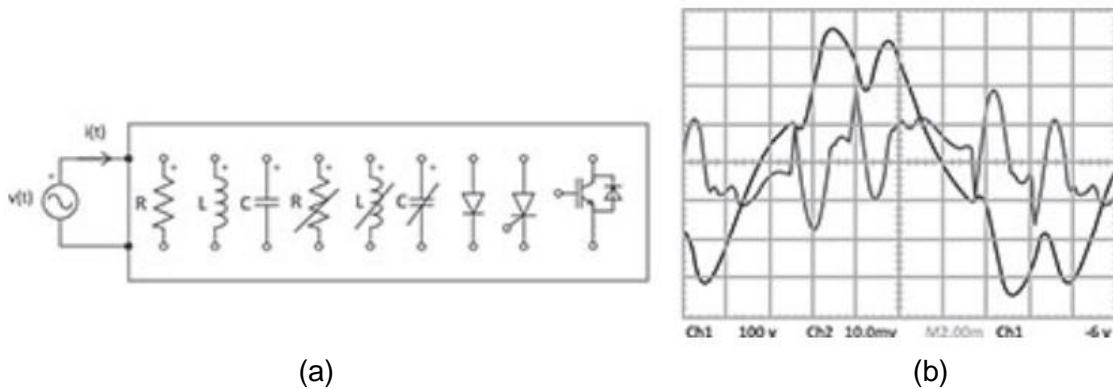 i(t)
v(t)
R L C R L C
Ch1 100 v Ch2 10.0mv M2.00m Ch1 -6 v
(a) (b)